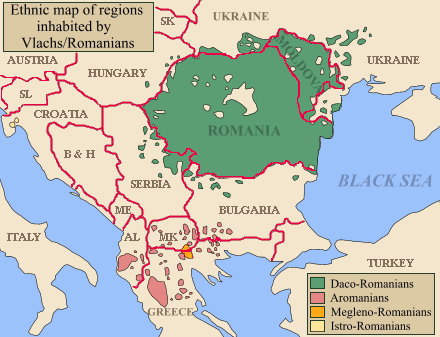 Ethnic map of regions
inhabited by
Vlachs/Romanians
SK
UKRAINE
AUSTRIA
HUNGARY
MOLDOVA
UKRAINE
SL
CROATIA
ROMANIA
B & H
SERBIA
BLACK SEA
ME
BULGARIA
ITALY
AL
MK
TURKEY
GREECE
Daco-Romanians
Aromanians
Megleno-Romanians
Istro-Romanians